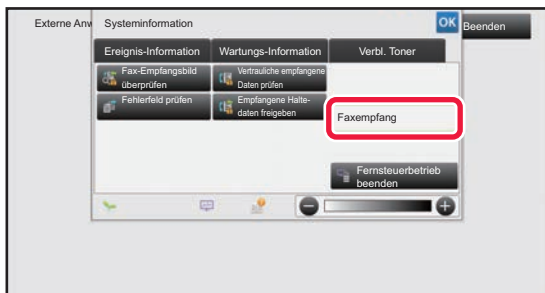 Externe Anw
Systeminformation
OK
Beenden
Ereignis-Information
Wartungs-Information
Verbl. Toner
Fax-Empfangsbild
überprüfen
Vertrauliche empfangene
Daten prüfen
Fehlerfeld prüfen
Empfangene Halte-
daten freigeben
Faxempfang
Fernsteuerbetrieb
beenden